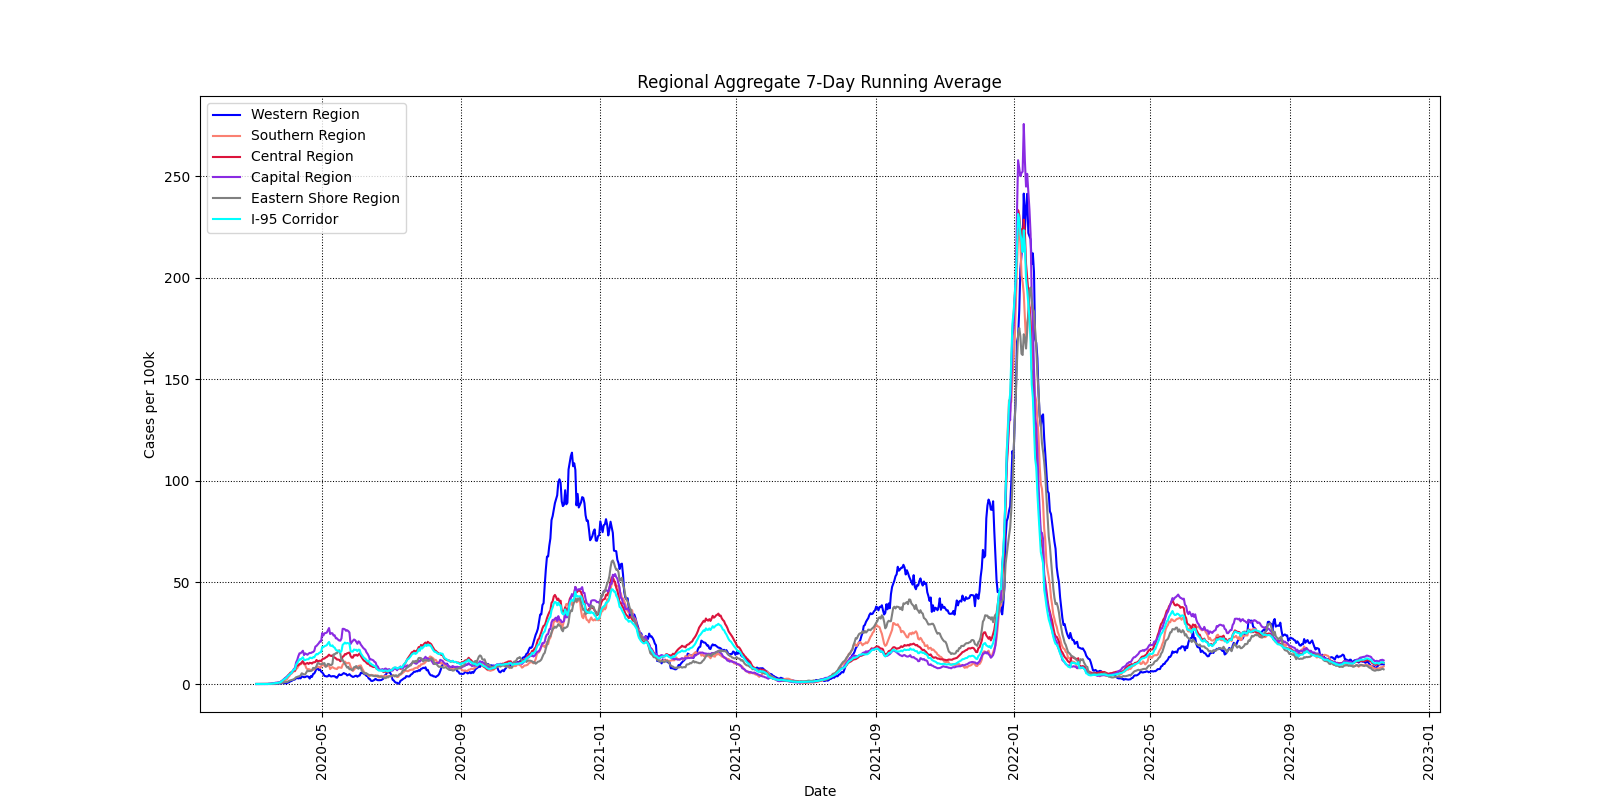 Regional Aggregate 7-Day Running Average
Western Region
Southern Region
Central Region
Capital Region
Eastern Shore Region
I-95 Corridor
250
200
150
100
50
0
Cases per 100k
2020-05
2020-09
2021-01
2021-05
2021-09
2022-01
2022-05
2022-09
2023-01
Date